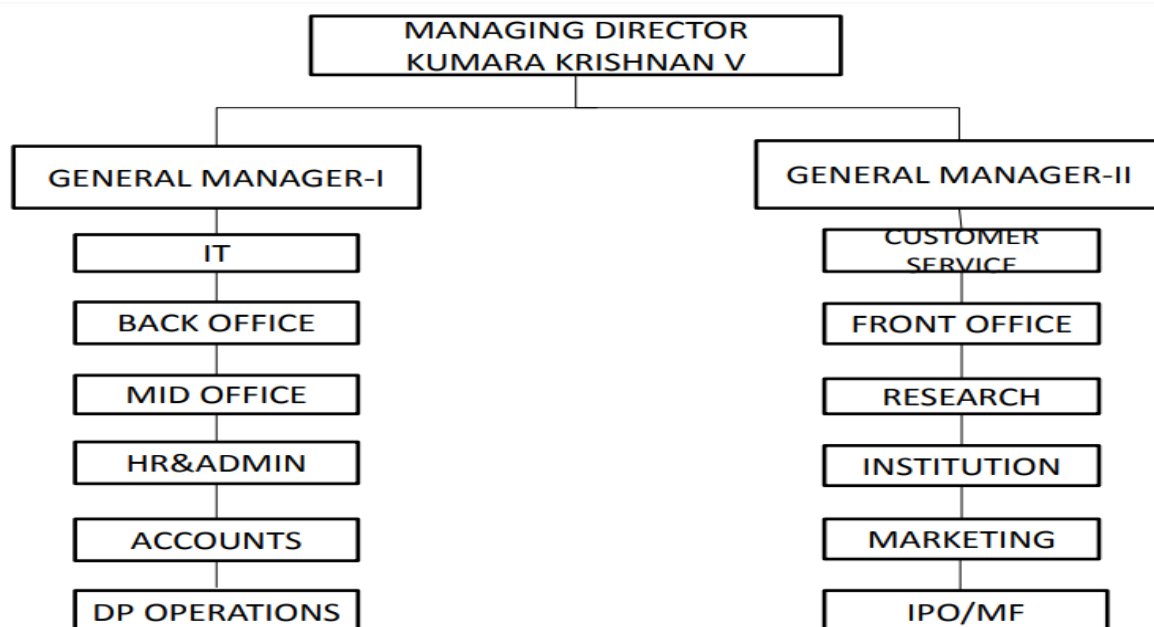 MANAGING DIRECTOR
KUMARA KRISHNAN V
GENERAL MANAGER-I
IT
BACK OFFICE
MID OFFICE
HR&ADMIN
ACCOUNTS
DP OPERATIONS
GENERAL MANAGER-II
CUSTOMER
SERVICE
FRONT OFFICE
RESEARCH
INSTITUTION
MARKETING
IPO/MF